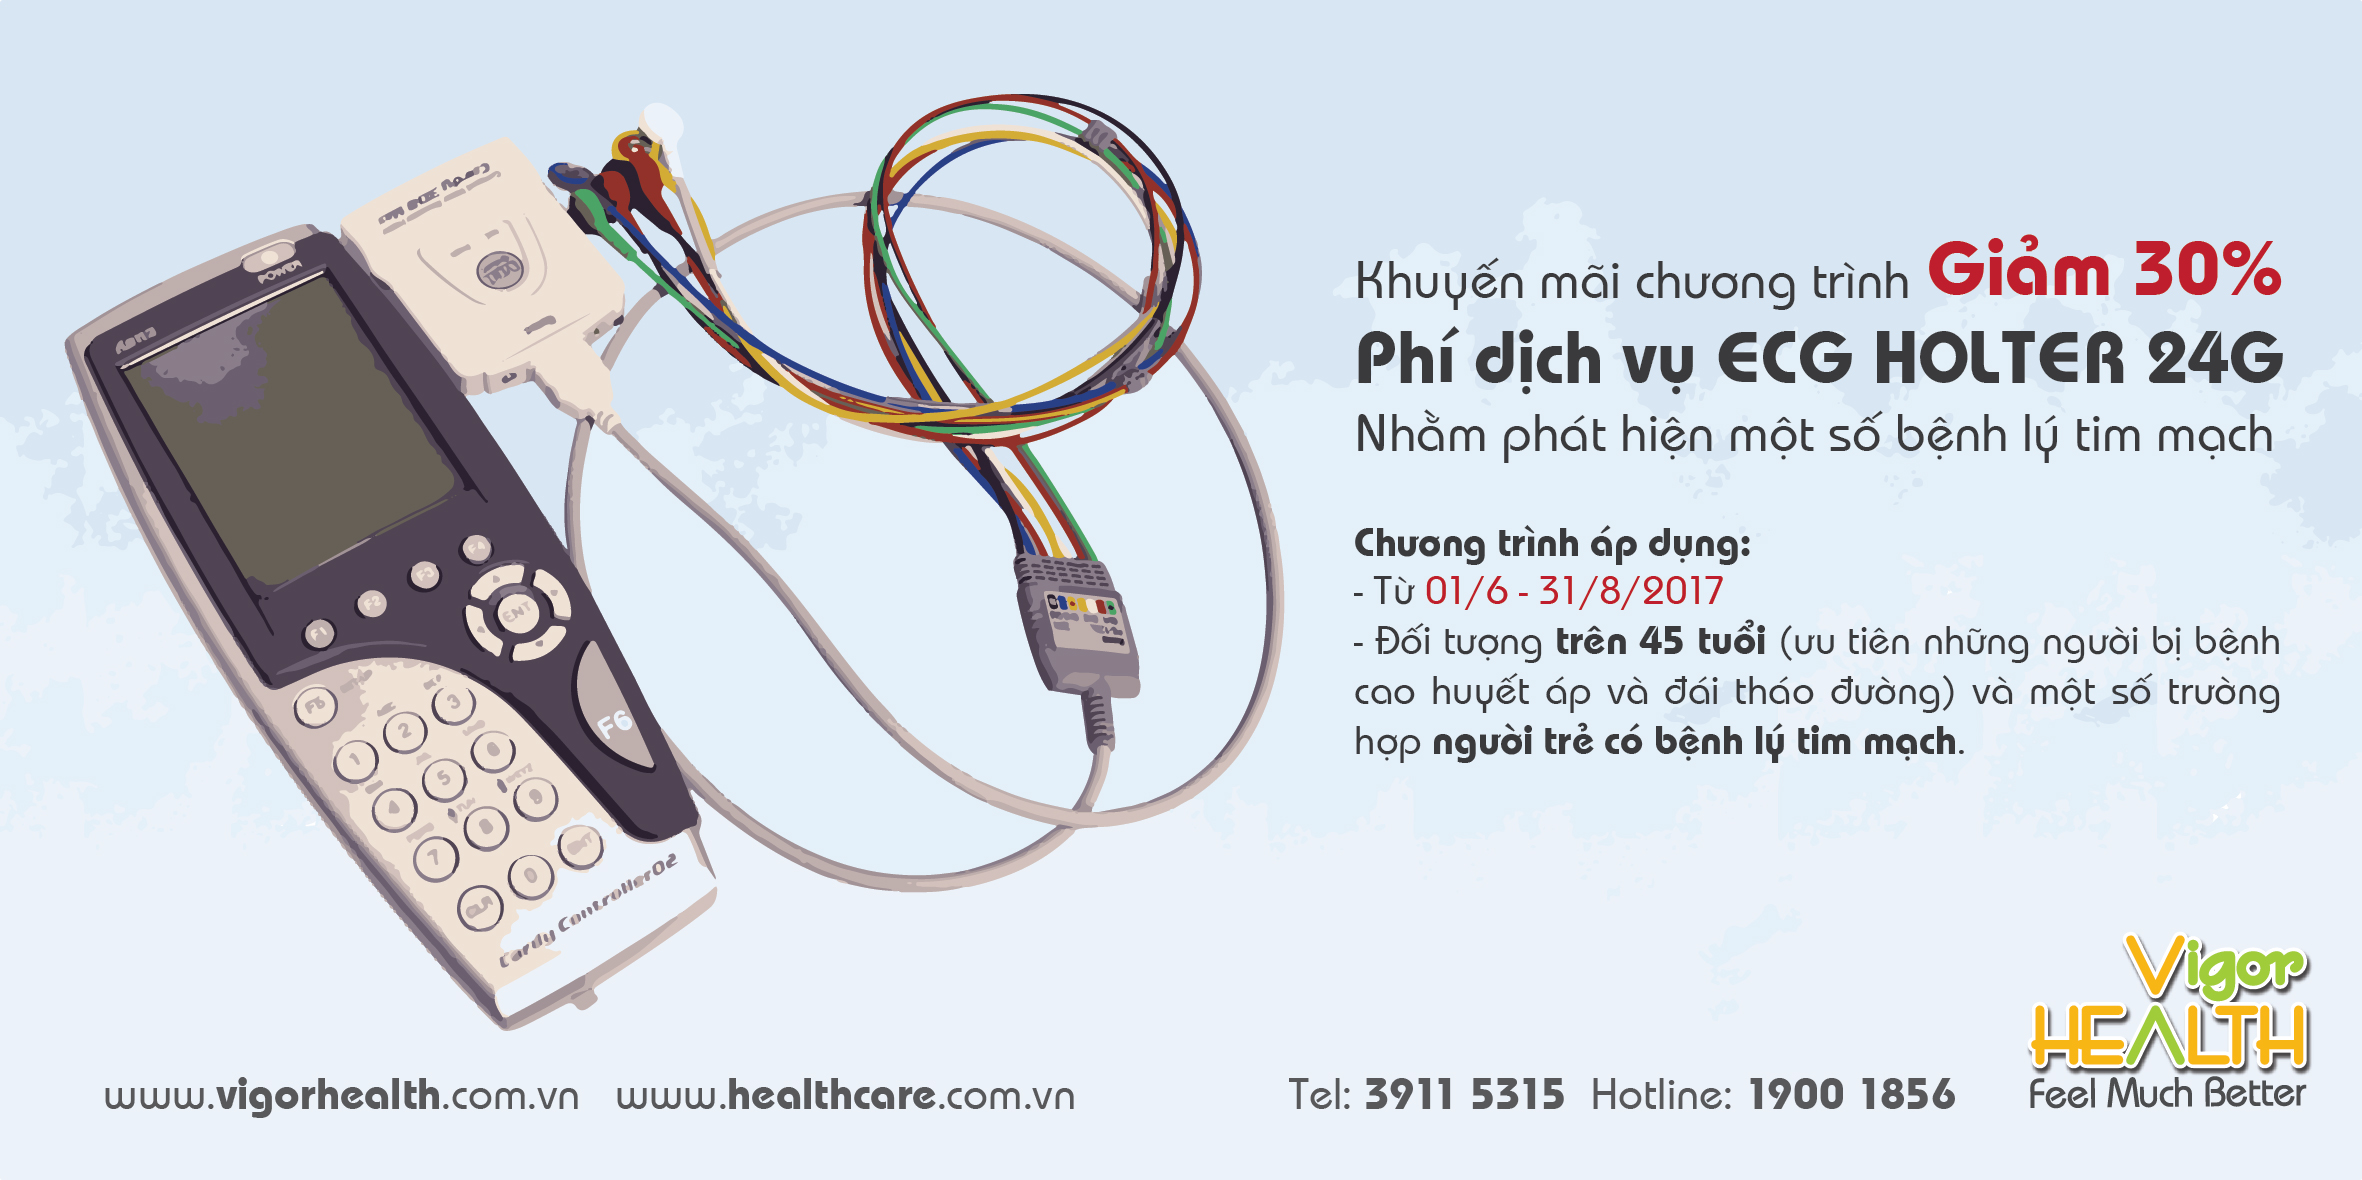 Khuyến mãi chương trình Giảm 30%
Phí dịch vụ ECG HOLTER 24G
Nhằm phát hiện một số bệnh lý tim mạch
Chương trình áp dụng:
- Từ 01/6 - 31/8/2017
- Đối tượng trên 45 tuổi (ưu tiên những người bị bệnh
cao huyết áp và đái tháo đường) và một số trường
hợp người trẻ có bệnh lý tim mạch.
POWER
F1 F2 F3 F4
ENT
F6
1 2 3
5
7
0
Cardy Controller02
Vigor
HEALTH
Feel Much Better
www.vigorhealth.com.vn www.healthcare.com.vn
Tel: 3911 5315 Hotline: 1900 1856